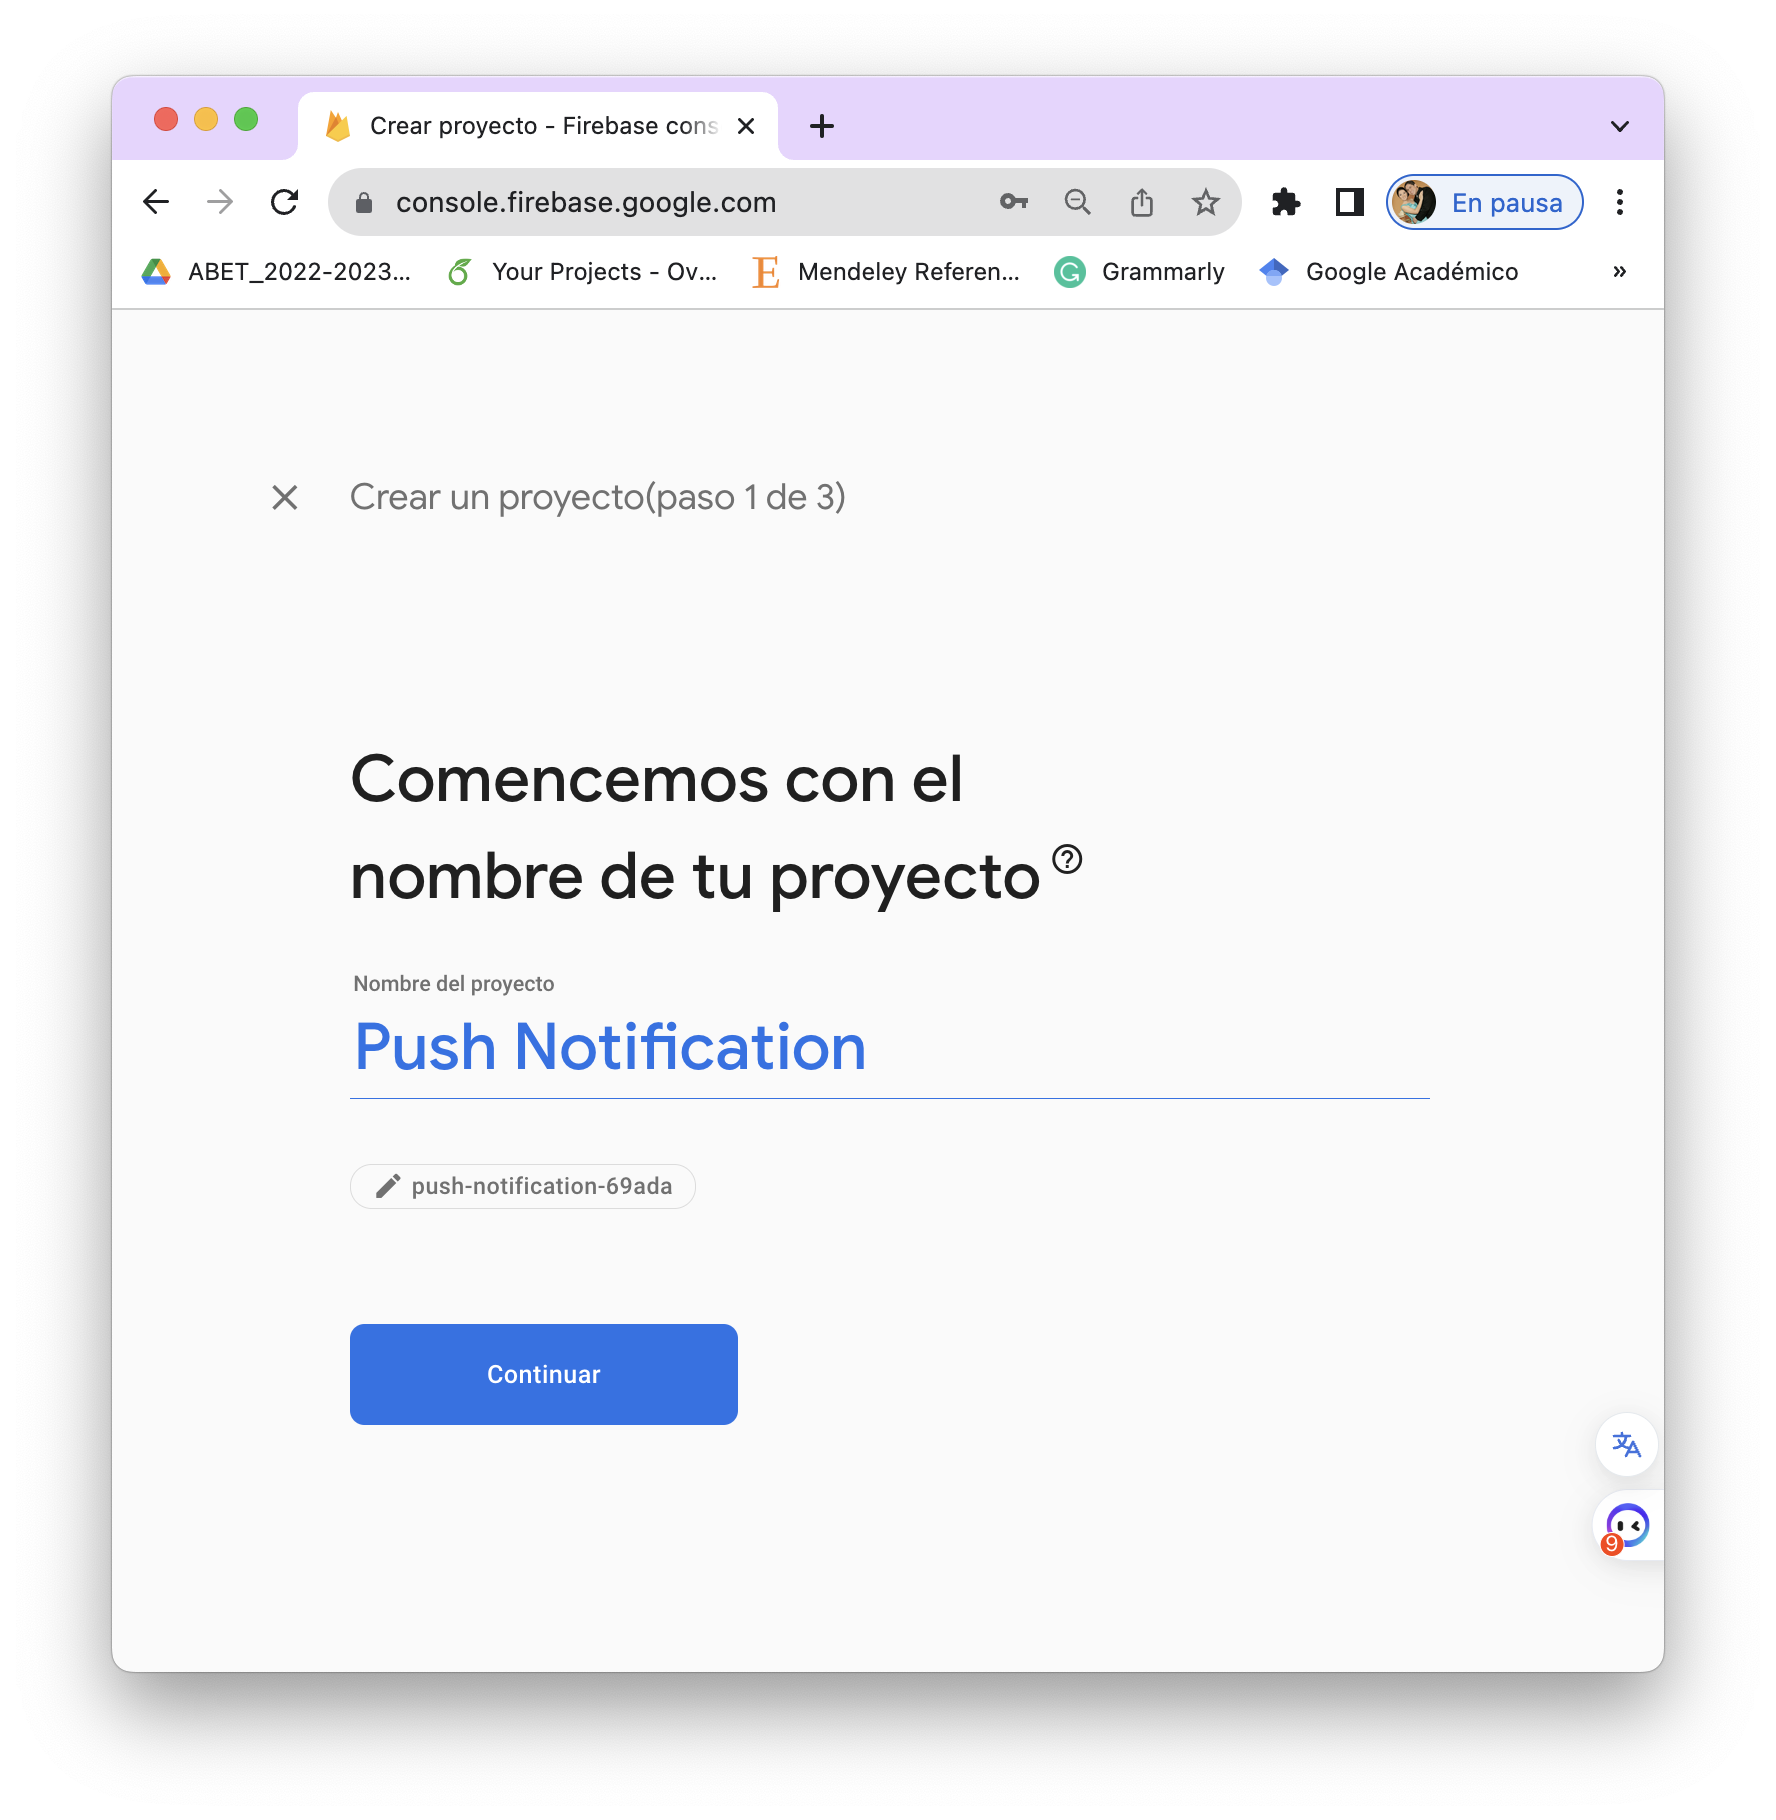 Crear proyecto - Firebase cons
console.firebase.google.com
En pausa
ABET_2022-2023...
Your Projects - Ov...
E
Mendeley Referen...
G
Grammarly
Google Académico
»
Crear un proyecto(paso 1 de 3)
Comencemos con el
nombre de tu proyecto
Nombre del proyecto
Push Notification
push-notification-69ada
Continuar
9